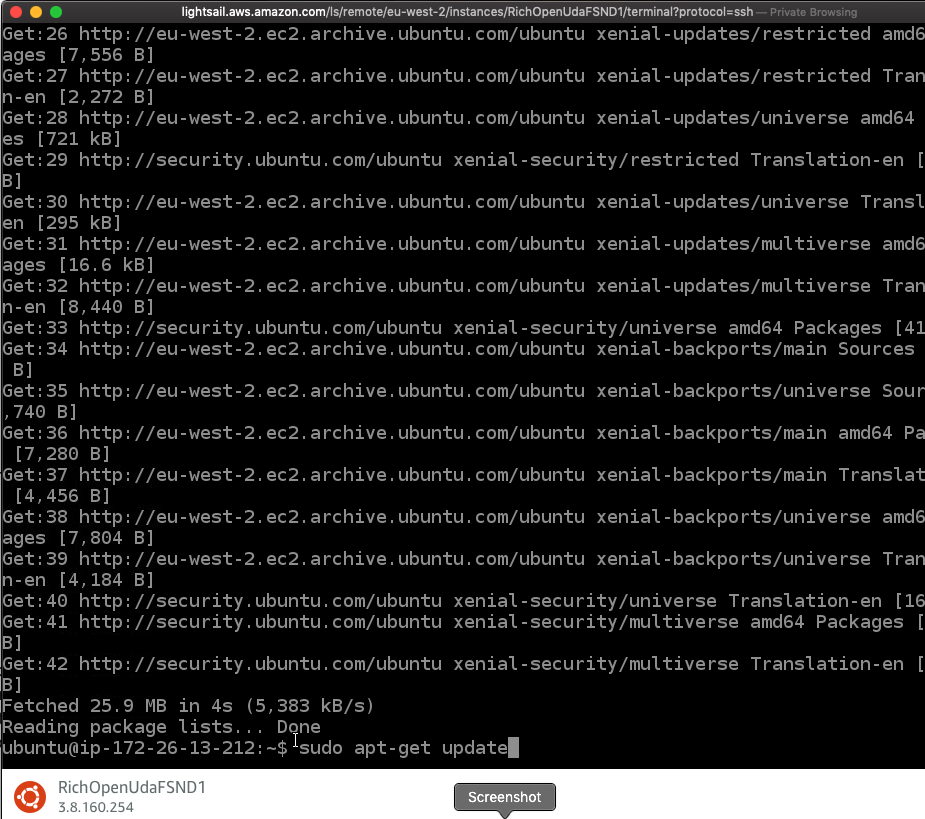 lightsail.aws.amazon.com/ls/remote/eu-west-2/instances/RichOpenUdaFSND1/terminal?protocol=ssh — Private Browsing
Get:26 http://eu-west-2.ec2.archive.ubuntu.com/ubuntu xenial-updates/restricted amd6
ages [7,556 B]
Get:27 http://eu-west-2.ec2.archive.ubuntu.com/ubuntu xenial-updates/restricted Tran
n-en [2,272 B]
Get:28 http://eu-west-2.ec2.archive.ubuntu.com/ubuntu xenial-updates/universe amd64
es [721 kB]
Get:29 http://security.ubuntu.com/ubuntu xenial-security/restricted Translation-en [
B]
Get:30 http://eu-west-2.ec2.archive.ubuntu.com/ubuntu xenial-updates/universe Transl
en [295 kB]
Get:31 http://eu-west-2.ec2.archive.ubuntu.com/ubuntu xenial-updates/multiverse amd6
ages [16.6 kB]
Get:32 http://eu-west-2.ec2.archive.ubuntu.com/ubuntu xenial-updates/multiverse Tran
n-en [8,440 B]
Get:33 http://security.ubuntu.com/ubuntu xenial-security/universe amd64 Packages [41
Get:34 http://eu-west-2.ec2.archive.ubuntu.com/ubuntu xenial-backports/main Sources
B]
Get:35 http://eu-west-2.ec2.archive.ubuntu.com/ubuntu xenial-backports/universe Sour
,740 B]
Get:36 http://eu-west-2.ec2.archive.ubuntu.com/ubuntu xenial-backports/main amd64 Pa
[7,280 B]
Get:37 http://eu-west-2.ec2.archive.ubuntu.com/ubuntu xenial-backports/main Translat
[4,456 B]
Get:38 http://eu-west-2.ec2.archive.ubuntu.com/ubuntu xenial-backports/universe amd6
ages [7,804 B]
Get:39 http://eu-west-2.ec2.archive.ubuntu.com/ubuntu xenial-backports/universe Tran
n-en [4,184 B]
Get:40 http://security.ubuntu.com/ubuntu xenial-security/universe Translation-en [16
Get:41 http://security.ubuntu.com/ubuntu xenial-security/multiverse amd64 Packages [
B]
Get:42 http://security.ubuntu.com/ubuntu xenial-security/multiverse Translation-en [
B]
Fetched 25.9 MB in 4s (5,383 kB/s)
Reading package lists... Done
ubuntu@ip-172-26-13-212:~$ sudo apt-get update
RichOpenUdaFSND1
3.8.160.254
Screenshot